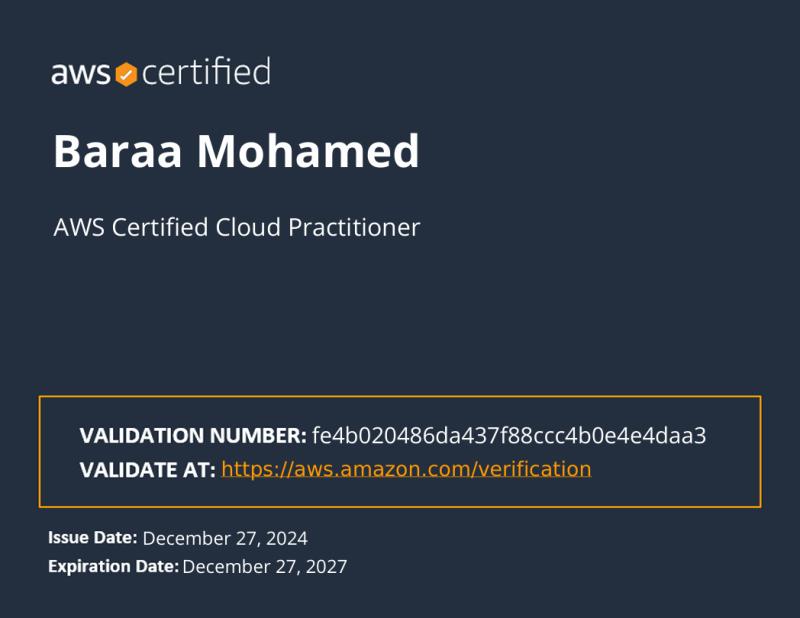 aws certified
Baraa Mohamed
AWS Certified Cloud Practitioner
VALIDATION NUMBER: fe4b020486da437f88ccc4b0e4e4daa3
VALIDATE AT: https://aws.amazon.com/verification
Issue Date: December 27, 2024
Expiration Date: December 27, 2027